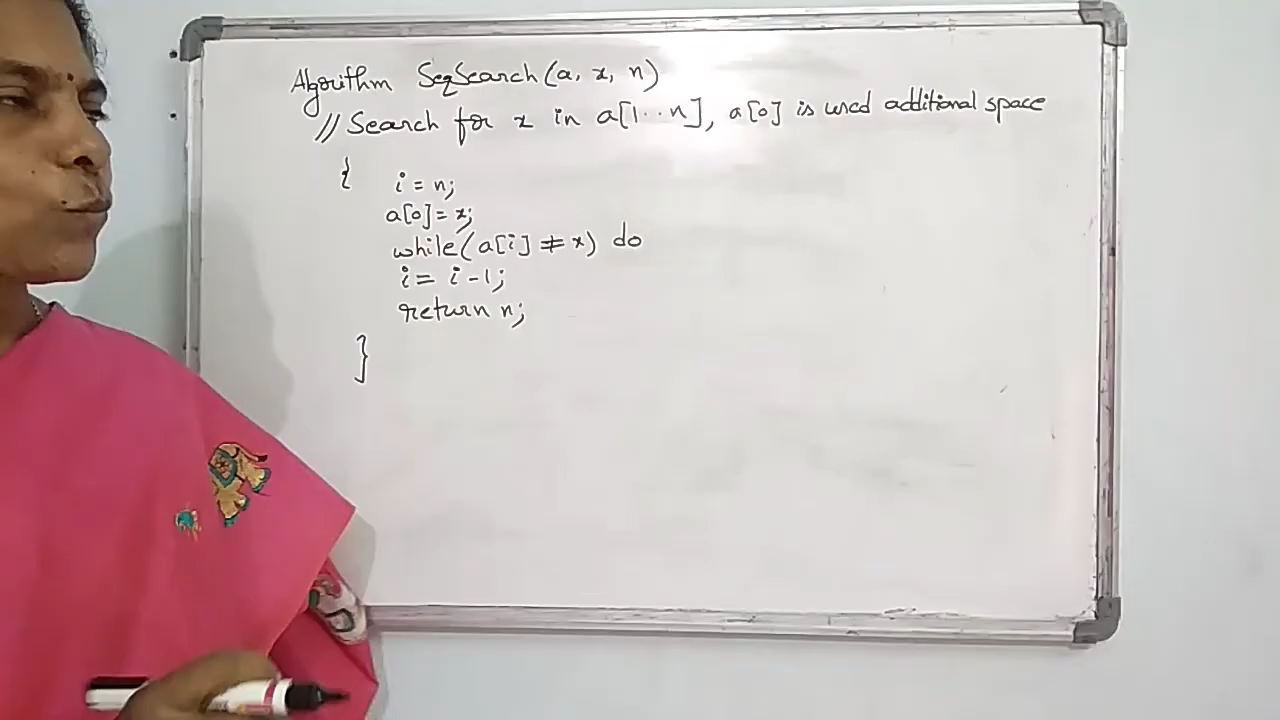 Algorithm SeqSearch(a, x, n)
// Search for x in a[1..n], a[0] is used additional space
{ i = n;
a[0] = x;
while(a[i] ≠ x) do
i = i - 1;
return n;
}